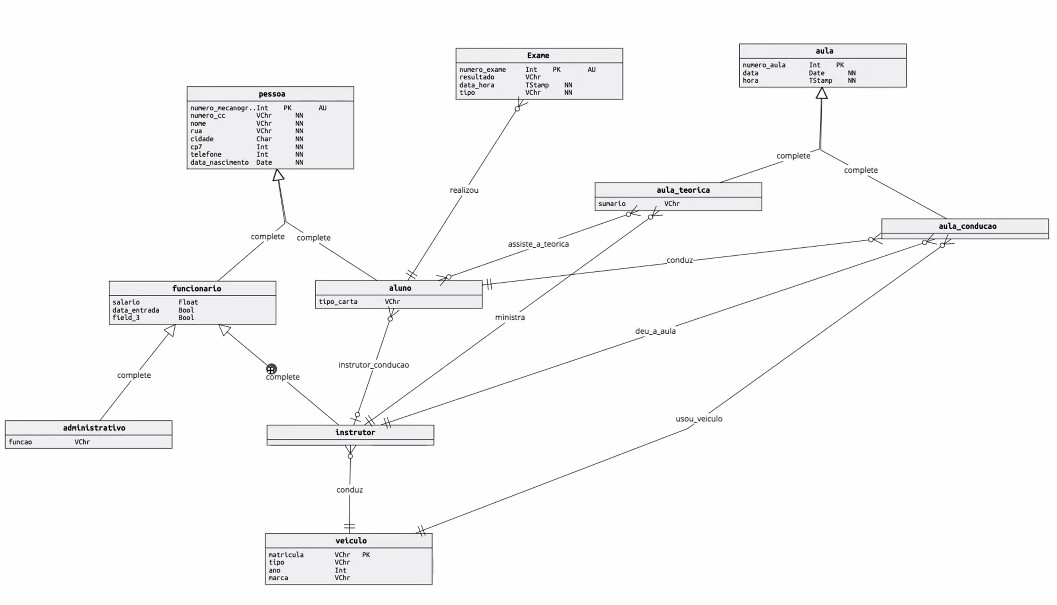 aula
numero_aula Int PK
data Date NN
hora TStamp NN
Exame
numero_exame Int PK AU
resultado VChr
data_hora TStamp NN
tipo VChr NN
pessoa
numero_mecanogr..Int PK AU
numero_cc VChr NN
nome VChr NN
rua VChr NN
cidade Char NN
cp7 Int NN
telefone Int NN
data_nascimento Date NN
complete
complete
realizou
aula_teorica
sumario VChr
aula_conducao
complete
complete
assiste_a_teorica
conduz
funcionario
salario Float
data_entrada Bool
field_3 Bool
aluno
tipo_carta VChr
ministra
deu_a_aula
instrutor_conducao
complete
complete
usou_veiculo
administrativo
funcao VChr
instrutor
conduz
veiculo
matricula VChr PK
tipo VChr
ano Int
marca VChr